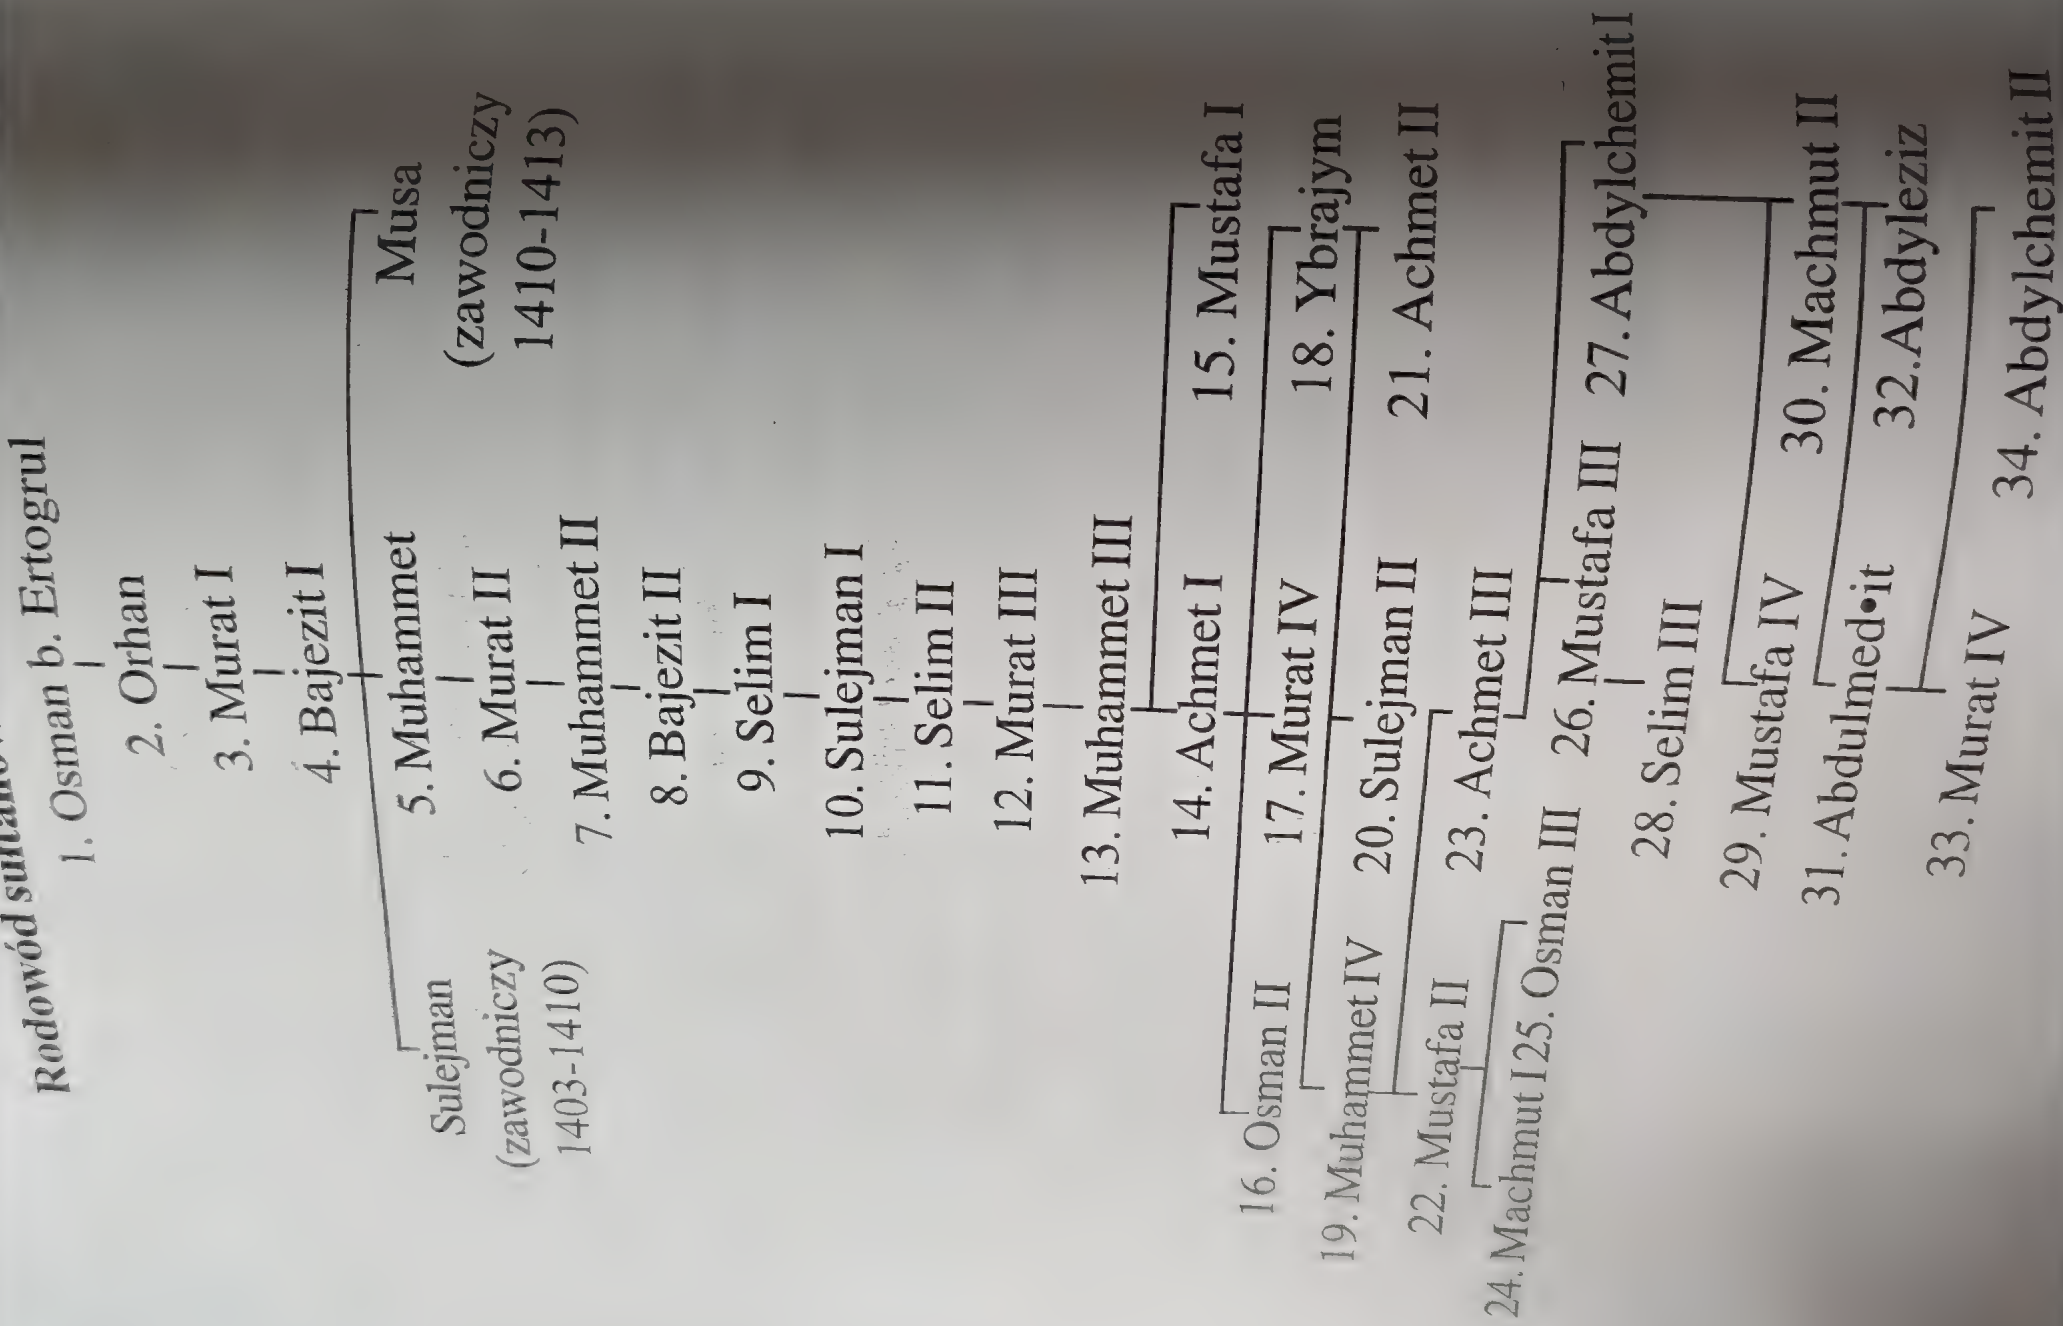 Rodowód
1. Osman b. Ertogrul
2. Orhan
3. Murat I
4. Bajezit I
Sulejman 5. Muhammet Musa
(zawodniczy 6. Murat II (zawodniczy
1403-1410) 7. Muhammet II 1410-1413)
8. Bajezit II
9. Selim I
10. Sulejman I
11. Selim II
12. Murat III
13. Muhammet III
14. Achmet I 15. Mustafa I
16. Osman II 17. Murat IV 18. Ybrajym
19. Muhammet IV 20. Sulejman II 21. Achmet II
22. Mustafa II 23. Achmet III
24. Machmut I 25. Osman III 26. Mustafa III 27. Abdylchemit I
28. Selim III
29. Mustafa IV 30. Machmut II
31. Abdulmed•it 32. Abdyleziz
33. Murat IV 34. Abdylchemit II